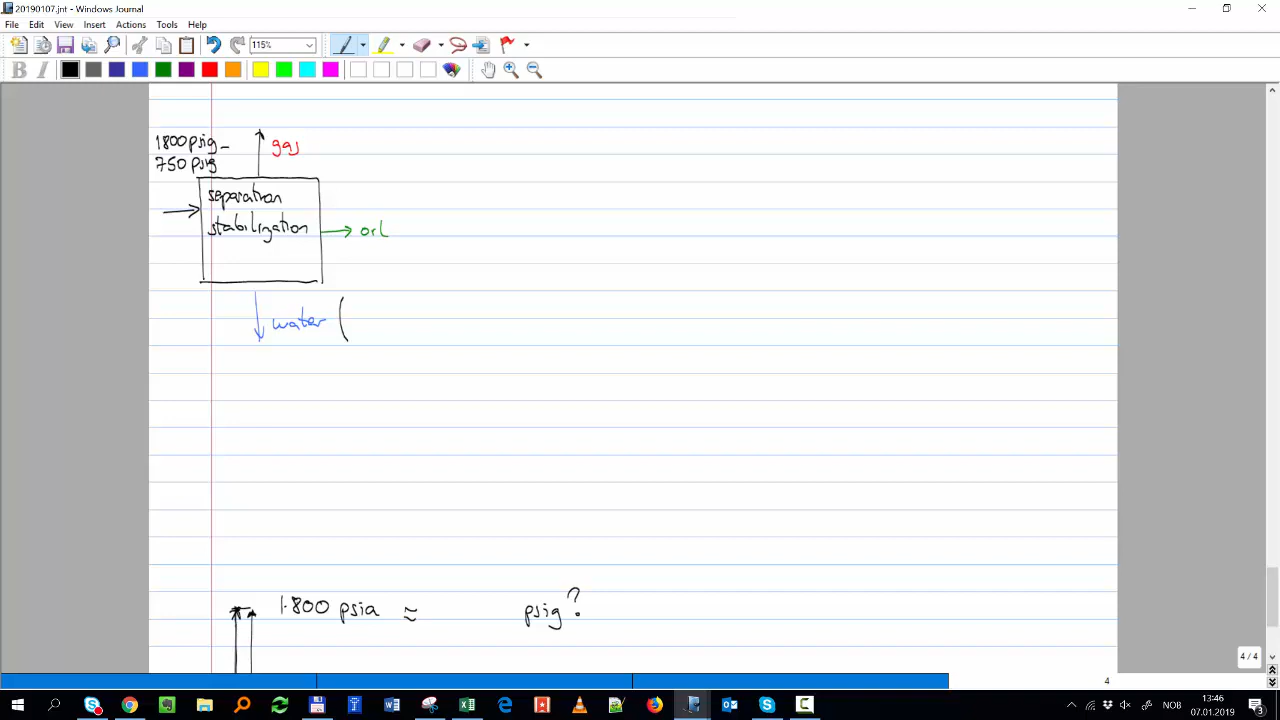 20190107.jnt - Windows Journal
File Edit View Insert Actions Tools Help
115%
B I
1800 psig -
750 psig
gas
separation
stabilization
oil
water (
1.800 psia ≈ psig?
4 / 4
4
NOB
13:46
07.01.2019
3